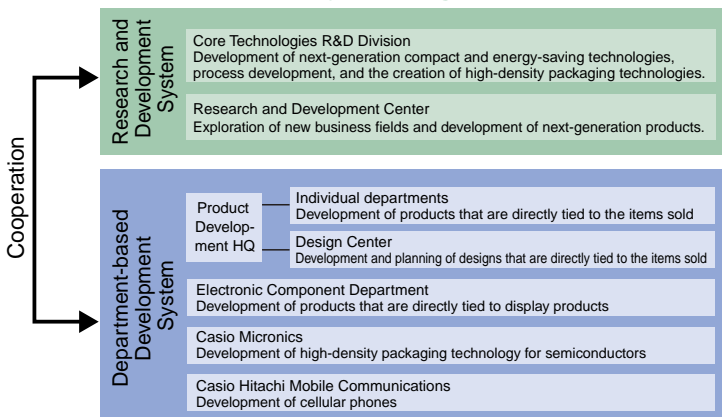 Cooperation
Research and
Development
System
Core Technologies R&D Division
Development of next-generation compact and energy-saving technologies,
process development, and the creation of high-density packaging technologies.
Research and Development Center
Exploration of new business fields and development of next-generation products.
Department-based
Development
System
Product
Develop-
ment HQ
Individual departments
Development of products that are directly tied to the items sold
Design Center
Development and planning of designs that are directly tied to the items sold
Electronic Component Department
Development of products that are directly tied to display products
Casio Micronics
Development of high-density packaging technology for semiconductors
Casio Hitachi Mobile Communications
Development of cellular phones